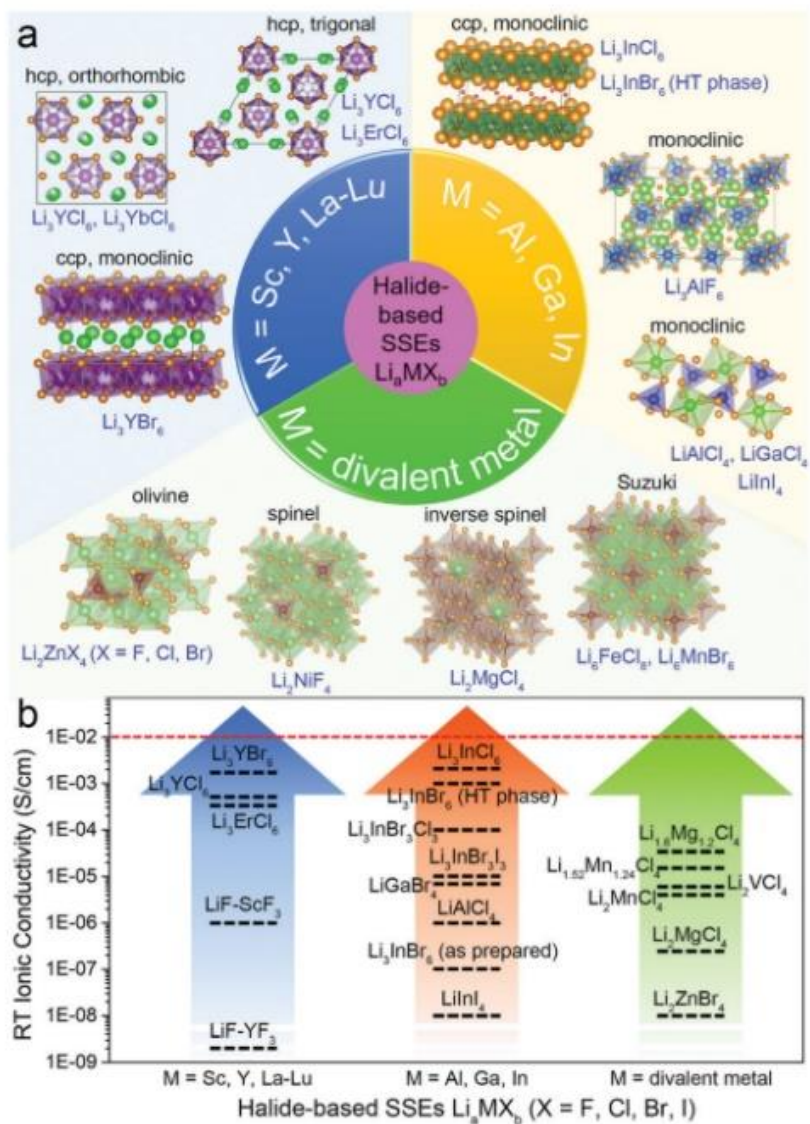 a
hcp, orthorhombic
Li₃YCl₆, Li₃YbCl₆
hcp, trigonal
Li₃YCl₆
Li₃ErCl₆
ccp, monoclinic
Li₃InCl₆
Li₃InBr₆ (HT phase)
monoclinic
Li₃AlF₆
monoclinic
LiAlCl₄, LiGaCl₄
LiInI₄
ccp, monoclinic
Li₃YBr₆
M = Sc, Y, La-Lu
M = Al, Ga, In
M = divalent metal
Halide-
based
SSEs
LiₐMX_b
olivine
Li₂ZnX₄ (X = F, Cl, Br)
spinel
Li₂NiF₄
inverse spinel
Li₂MgCl₄
Suzuki
Li₆FeCl₈, Li₆MnBr₈
b
RT Ionic Conductivity (S/cm)
1E-02
1E-03
1E-04
1E-05
1E-06
1E-07
1E-08
1E-09
Li₃YBr₆
Li₃YCl₆
Li₃ErCl₆
LiF-ScF₃
LiF-YF₃
Li₃InCl₆
Li₃InBr₆ (HT phase)
Li₃InBr₃Cl₃
Li₃InBr₃I₃
LiGaBr₄
LiAlCl₄
Li₃InBr₆ (as prepared)
LiInI₄
Li₁.₆Mg₁.₂Cl₄
Li₁.₅₂Mn₁.₂₄Cl₄
Li₂VCl₄
Li₂MnCl₄
Li₂MgCl₄
Li₂ZnBr₄
M = Sc, Y, La-Lu
M = Al, Ga, In
M = divalent metal
Halide-based SSEs LiₐMX_b (X = F, Cl, Br, I)